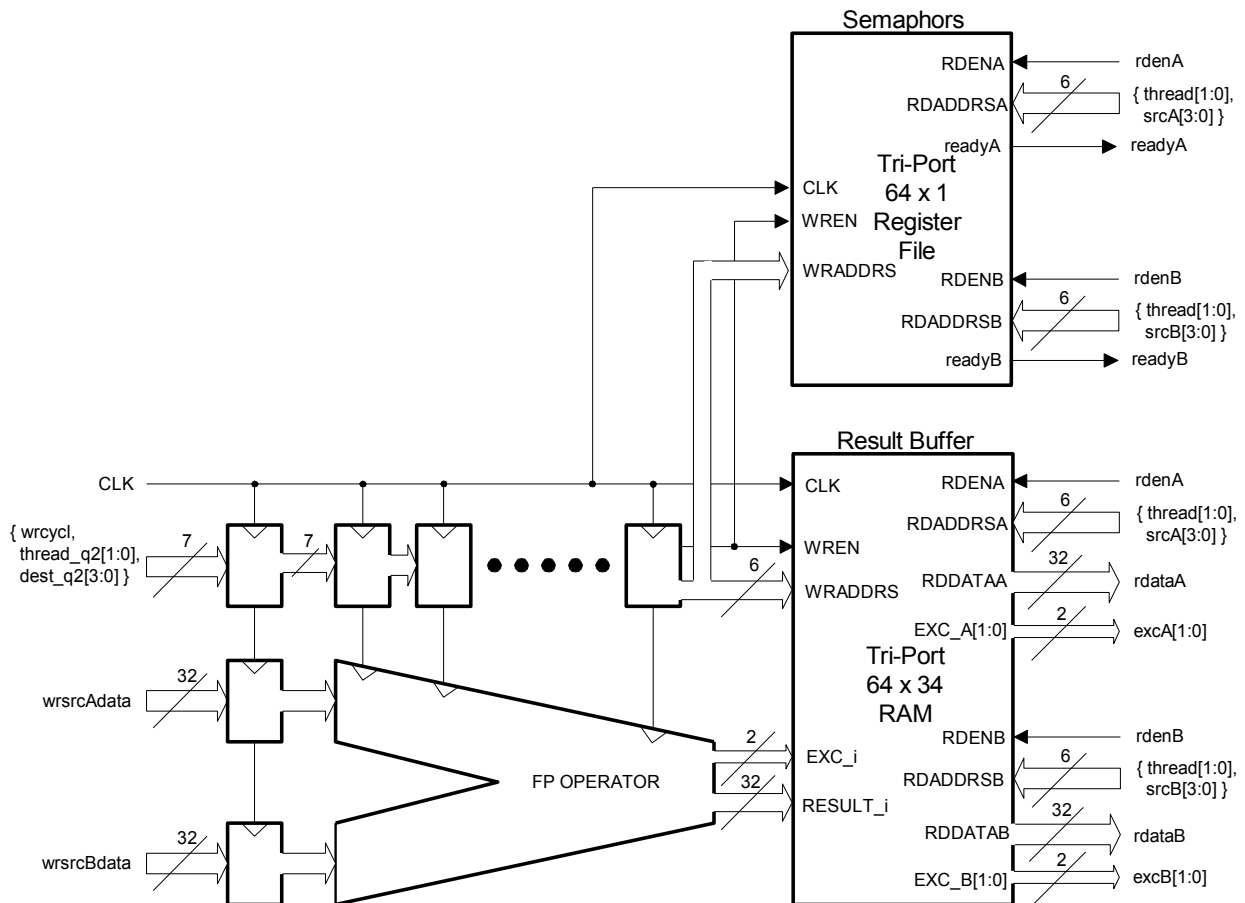 Semaphors
RDENA
rdenA
RDADDRSA
6
{ thread[1:0],
srcA[3:0] }
readyA
readyA
Tri-Port
64 x 1
Register
File
CLK
WREN
WRADDRS
RDENB
rdenB
RDADDRSB
6
{ thread[1:0],
srcB[3:0] }
readyB
readyB
Result Buffer
CLK
CLK
RDENA
rdenA
RDADDRSA
6
{ thread[1:0],
srcA[3:0] }
{ wrcycl,
thread_q2[1:0],
dest_q2[3:0] }
7
7
6
WREN
WRADDRS
RDDATAA
32
rdataA
EXC_A[1:0]
2
excA[1:0]
Tri-Port
64 x 34
RAM
wrsrcAdata
32
RDENB
rdenB
2
EXC_i
FP OPERATOR
RDADDRSB
6
{ thread[1:0],
srcB[3:0] }
32
RESULT_i
RDDATAB
32
rdataB
wrsrcBdata
32
EXC_B[1:0]
2
excB[1:0]